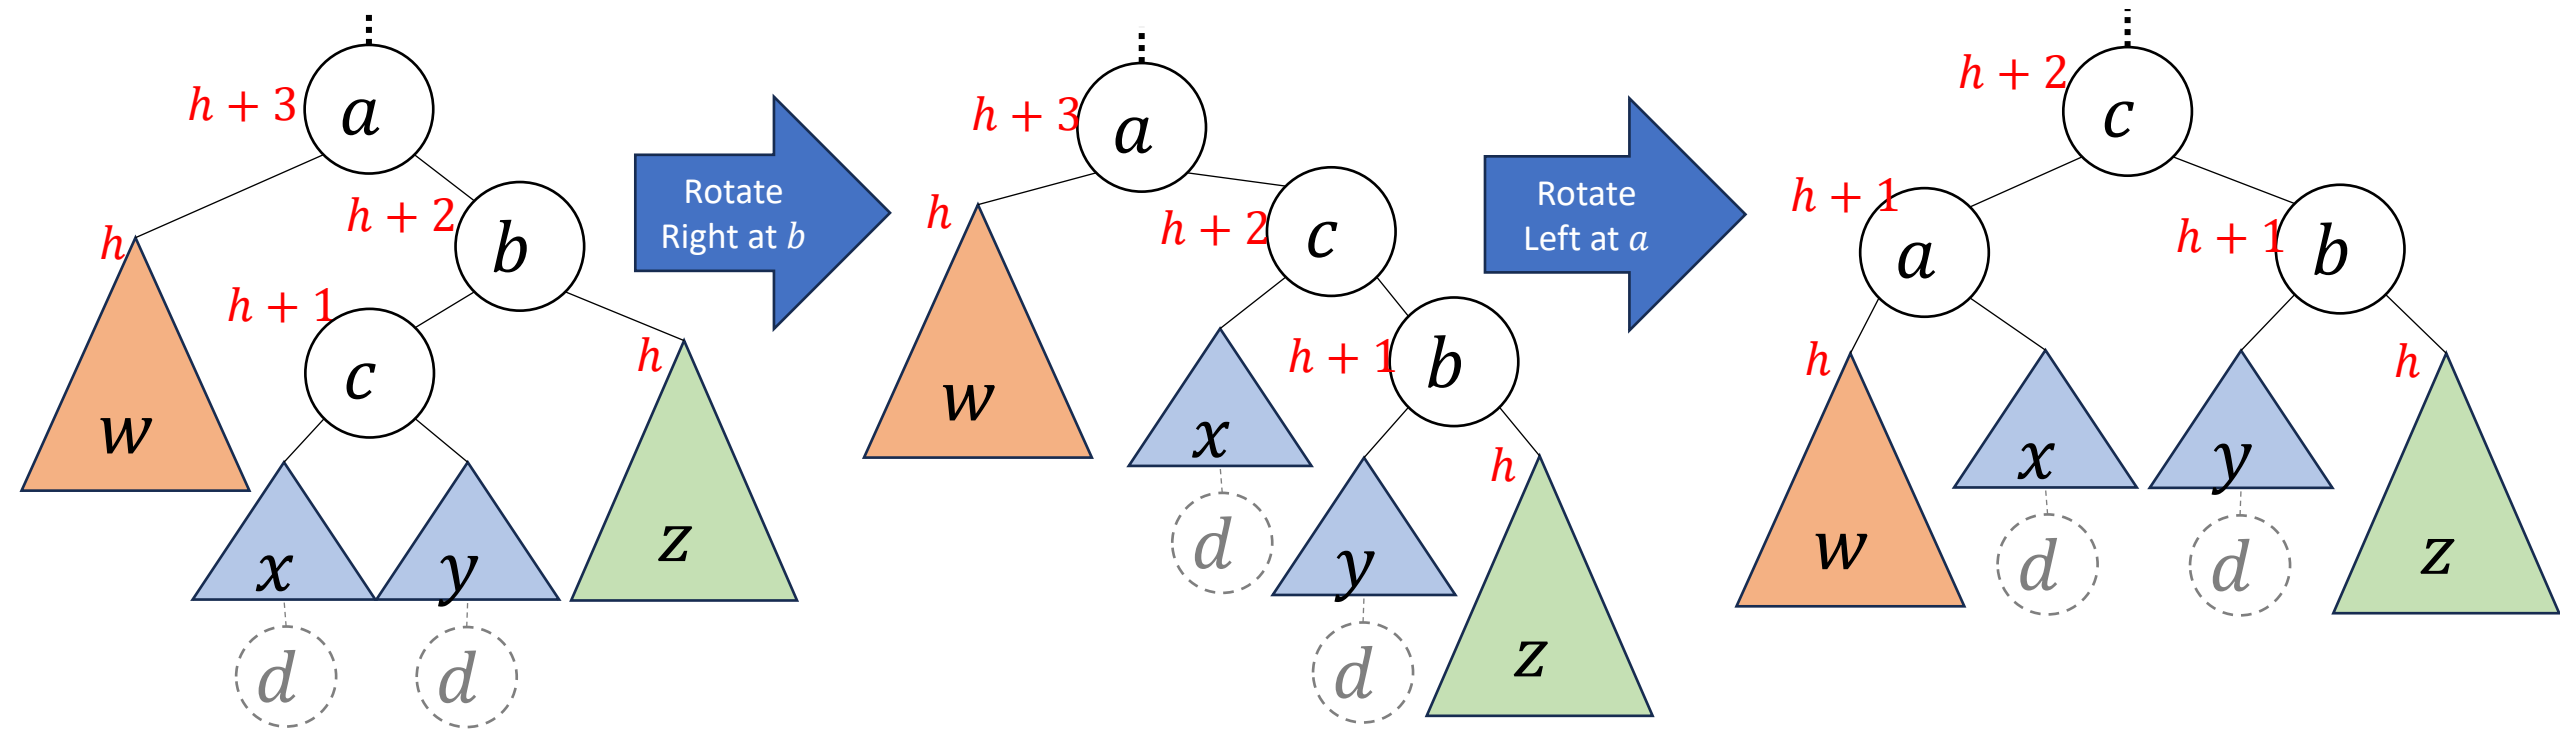 h + 3
a
h
h + 2
b
h + 1
c
h
w
x
y
z
d
d
Rotate
Right at b
h + 3
a
h
h + 2
c
h + 1
b
w
x
h
d
y
z
d
Rotate
Left at a
h + 2
c
h + 1
a
h + 1
b
h
h
x
y
w
z
d
d